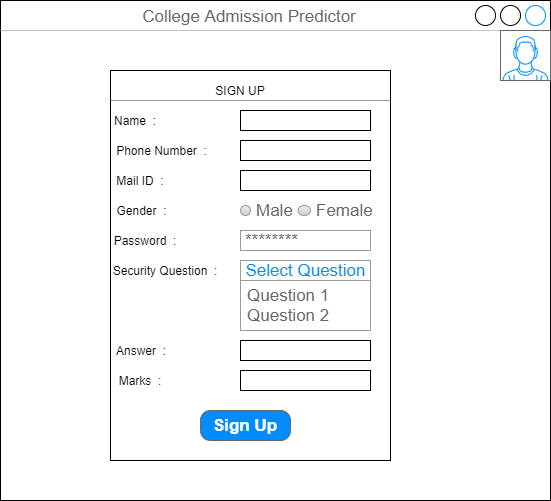 College Admission Predictor
SIGN UP
Name :
Phone Number :
Mail ID :
Gender : Male Female
Password : ********
Security Question : Select Question
Question 1
Question 2
Answer :
Marks :
Sign Up